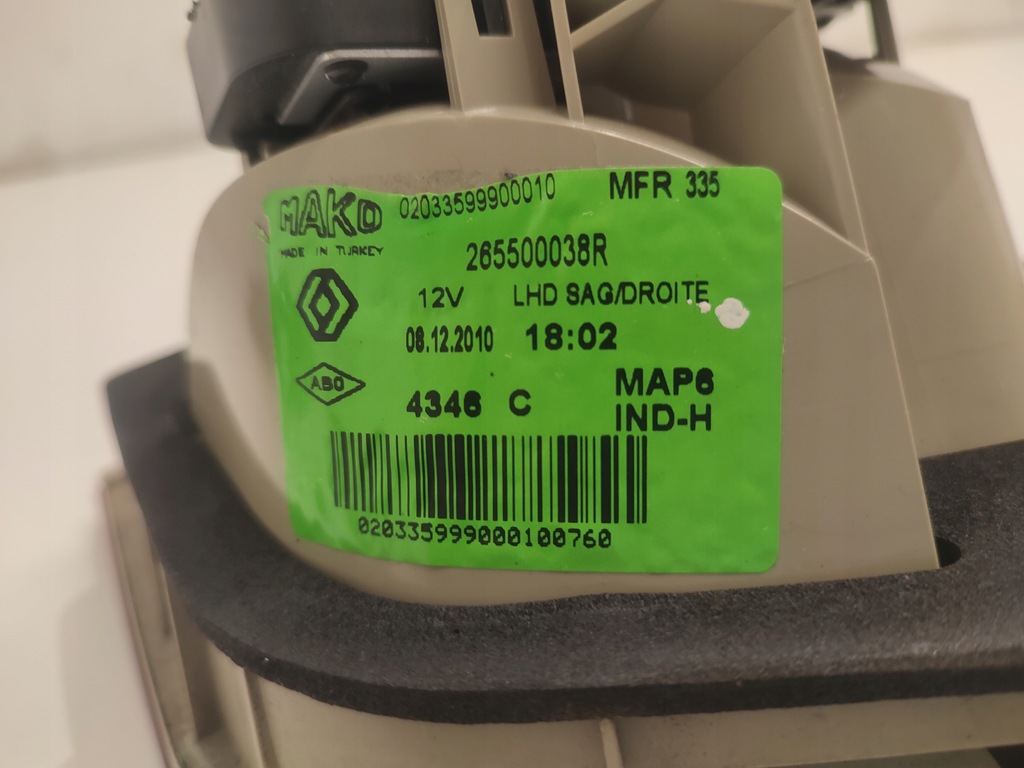 MAKO 02033599900010 MFR 335
MADE IN TURKEY
265500038R
12V LHD SAG/DROITE
08.12.2010 18:02
ABO
4346 C MAP6
IND-H
020335999000100760